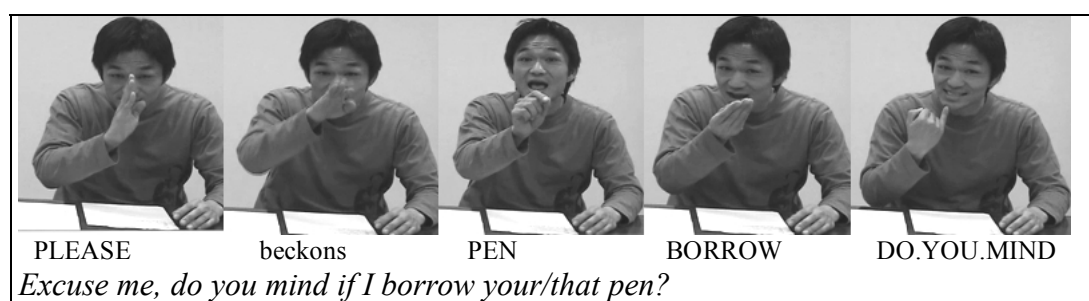 PLEASE beckons PEN BORROW DO.YOU.MIND
Excuse me, do you mind if I borrow your/that pen?